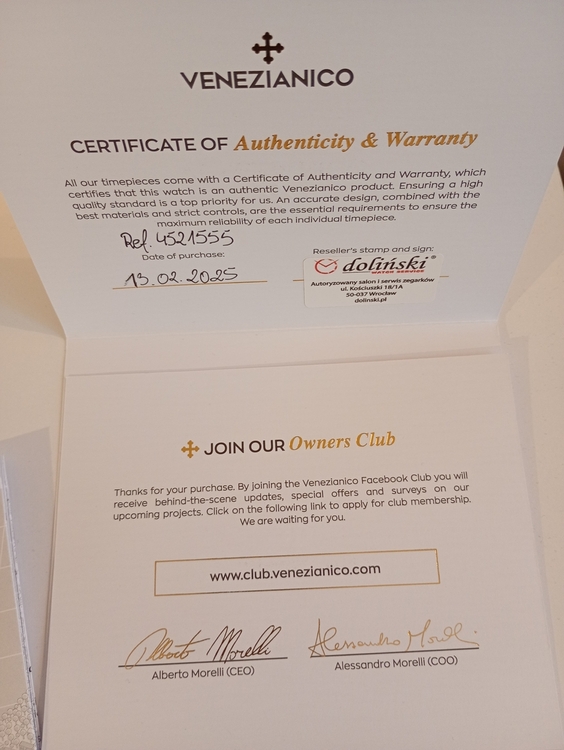 VENEZIANICO
CERTIFICATE OF Authenticity & Warranty
All our timepieces come with a Certificate of Authenticity and Warranty, which
certifies that this watch is an authentic Venezianico product. Ensuring a high
quality standard is a top priority for us. An accurate design, combined with the
best materials and strict controls, are the essential requirements to ensure the
maximum reliability of each individual timepiece.
Ref. 4521555
Date of purchase:
13.02.2025
Reseller's stamp and sign:
doliński®
WATCH SERVICE
Autoryzowany salon i serwis zegarków
ul. Kościuszki 18/1A
50-037 Wrocław
dolinski.pl
JOIN OUR Owners Club
Thanks for your purchase. By joining the Venezianico Facebook Club you will
receive behind-the-scene updates, special offers and surveys on our
upcoming projects. Click on the following link to apply for club membership.
We are waiting for you.
www.club.venezianico.com
Alberto Morelli
Alberto Morelli (CEO)
Alessandro Morelli
Alessandro Morelli (COO)